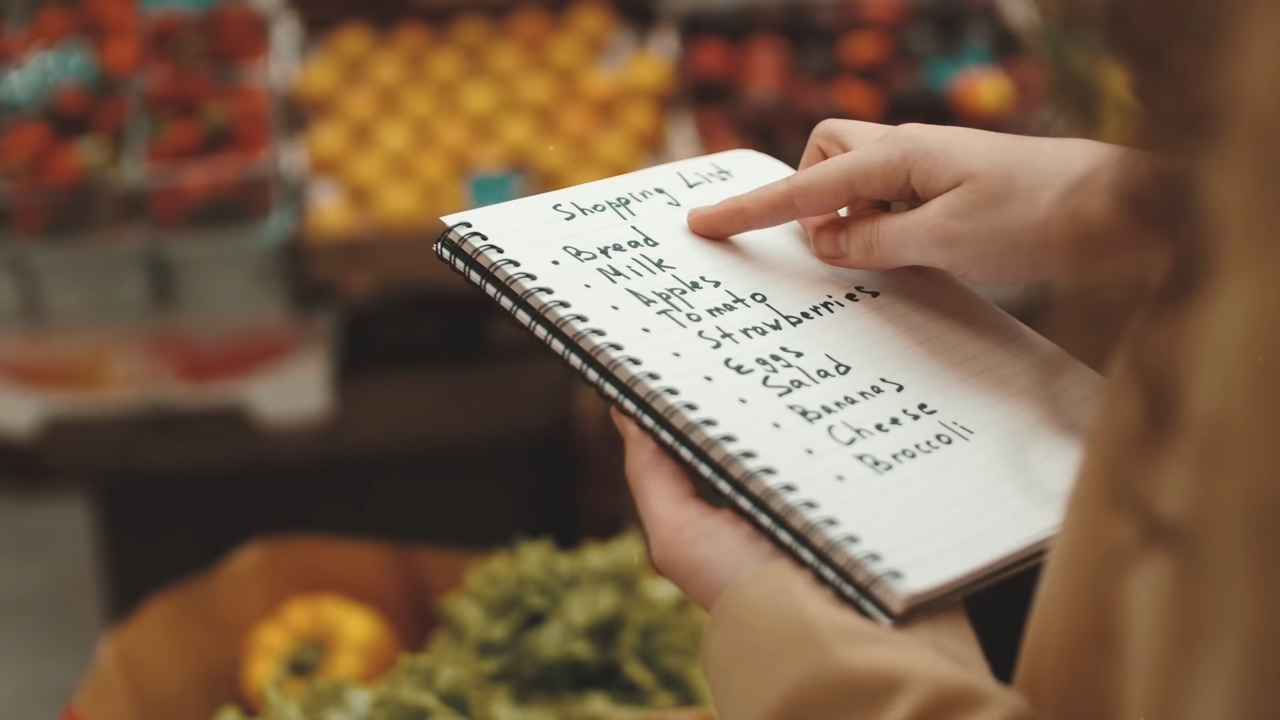 Shopping List
· Bread
· Milk
· Apples
· Tomato
· Strawberries
· Eggs
· Salad
· Bananas
· Cheese
· Broccoli